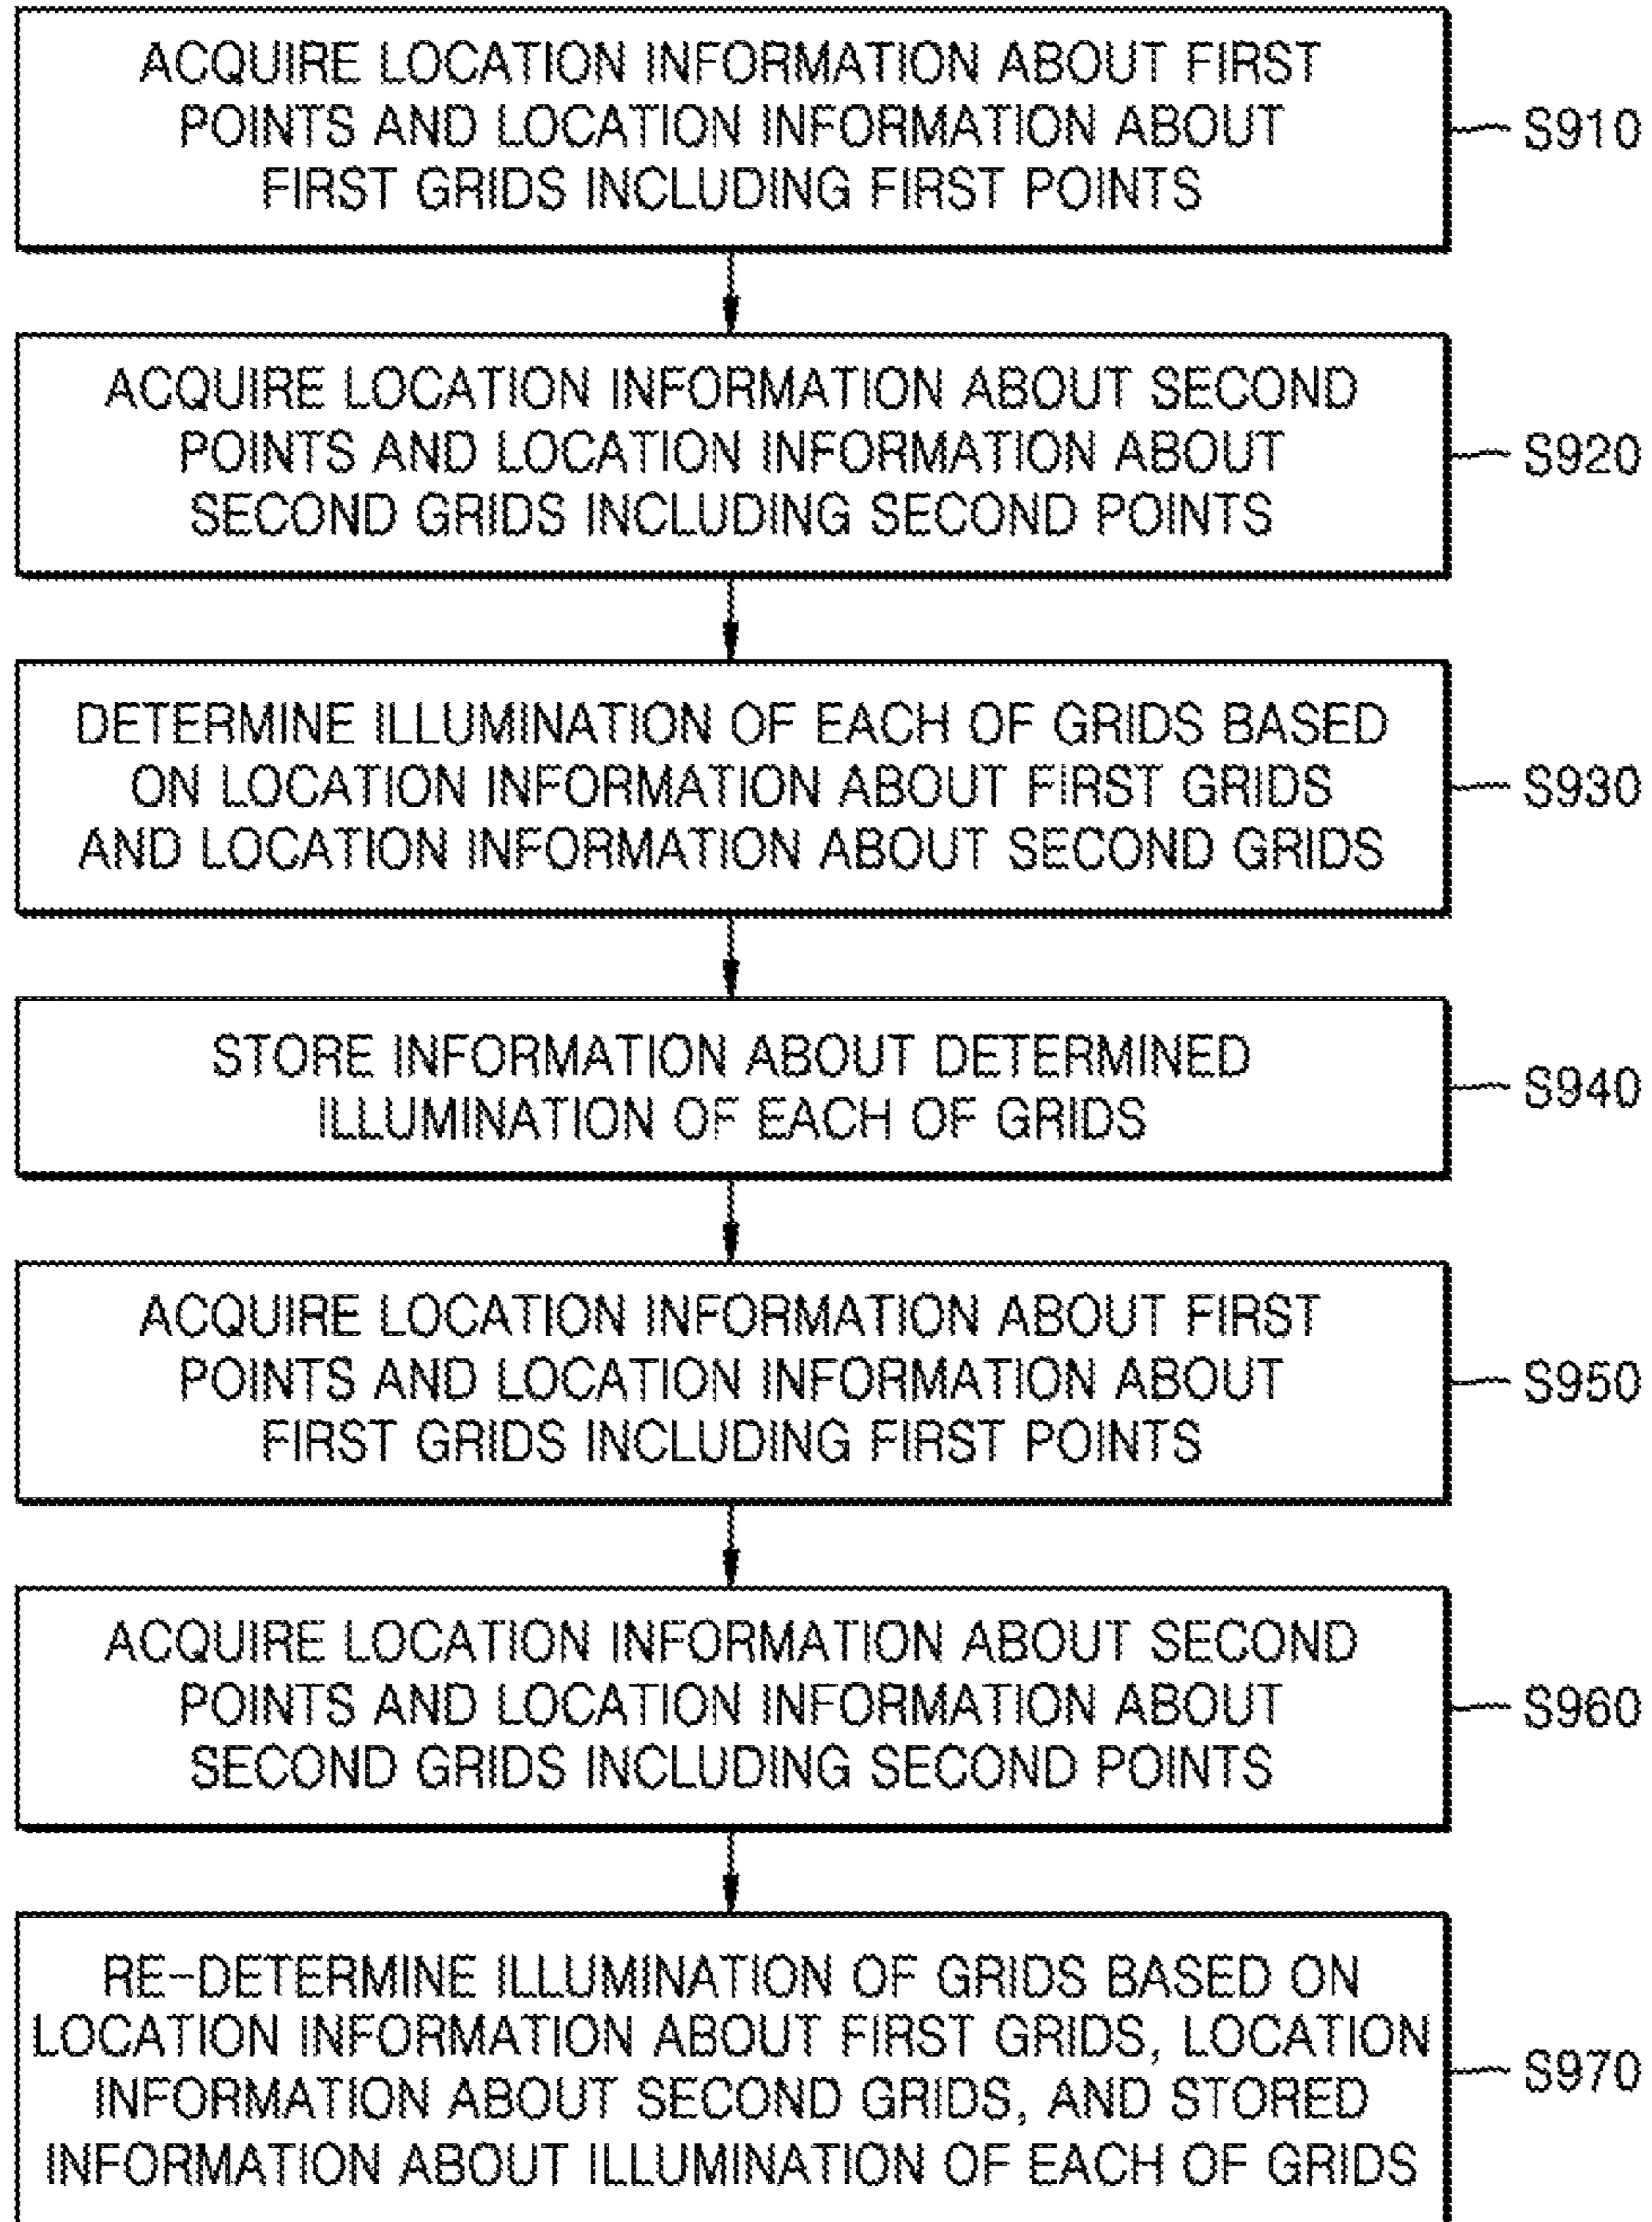 ACQUIRE LOCATION INFORMATION ABOUT FIRST
POINTS AND LOCATION INFORMATION ABOUT
FIRST GRIDS INCLUDING FIRST POINTS
S910
ACQUIRE LOCATION INFORMATION ABOUT SECOND
POINTS AND LOCATION INFORMATION ABOUT
SECOND GRIDS INCLUDING SECOND POINTS
S920
DETERMINE ILLUMINATION OF EACH OF GRIDS BASED
ON LOCATION INFORMATION ABOUT FIRST GRIDS
AND LOCATION INFORMATION ABOUT SECOND GRIDS
S930
STORE INFORMATION ABOUT DETERMINED
ILLUMINATION OF EACH OF GRIDS
S940
ACQUIRE LOCATION INFORMATION ABOUT FIRST
POINTS AND LOCATION INFORMATION ABOUT
FIRST GRIDS INCLUDING FIRST POINTS
S950
ACQUIRE LOCATION INFORMATION ABOUT SECOND
POINTS AND LOCATION INFORMATION ABOUT
SECOND GRIDS INCLUDING SECOND POINTS
S960
RE-DETERMINE ILLUMINATION OF GRIDS BASED ON
LOCATION INFORMATION ABOUT FIRST GRIDS, LOCATION
INFORMATION ABOUT SECOND GRIDS, AND STORED
INFORMATION ABOUT ILLUMINATION OF EACH OF GRIDS
S970